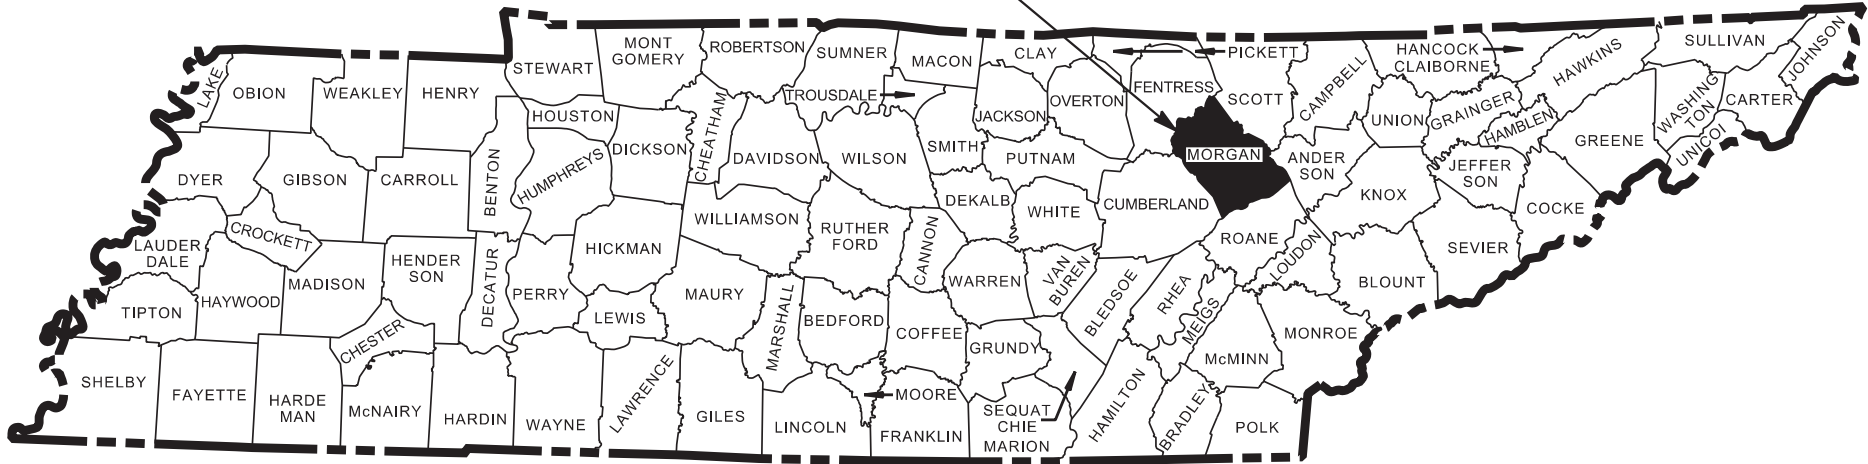 LAKE
OBION
WEAKLEY
HENRY
STEWART
MONT
GOMERY
ROBERTSON
SUMNER
MACON
CLAY
PICKETT
HANCOCK
CLAIBORNE
HAWKINS
SULLIVAN
JOHNSON
TROUSDALE
JACKSON
OVERTON
FENTRESS
SCOTT
CAMPBELL
UNION
GRAINGER
HAMBLEN
GREENE
WASHING
TON
CARTER
UNICOI
HOUSTON
DICKSON
CHEATHAM
DAVIDSON
WILSON
SMITH
PUTNAM
MORGAN
ANDER
SON
KNOX
JEFFER
SON
COCKE
DYER
GIBSON
CARROLL
BENTON
HUMPHREYS
WILLIAMSON
RUTHER
FORD
CANNON
DEKALB
WHITE
CUMBERLAND
ROANE
LOUDON
BLOUNT
SEVIER
LAUDER
DALE
CROCKETT
HAYWOOD
MADISON
HENDER
SON
DECATUR
PERRY
HICKMAN
LEWIS
MAURY
MARSHALL
BEDFORD
COFFEE
WARREN
VAN
BUREN
BLEDSOE
RHEA
MEIGS
McMINN
MONROE
TIPTON
CHESTER
GRUNDY
SHELBY
FAYETTE
HARDE
MAN
McNAIRY
HARDIN
WAYNE
LAWRENCE
GILES
LINCOLN
MOORE
FRANKLIN
SEQUAT
CHIE
MARION
HAMILTON
BRADLEY
POLK